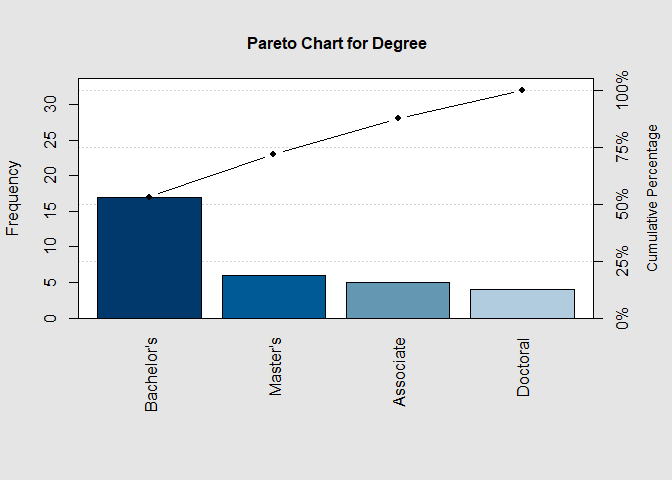 Pareto Chart for Degree
Frequency
0
5
10
15
20
25
30
0%
25%
50%
75%
100%
Cumulative Percentage
Bachelor's
Master's
Associate
Doctoral